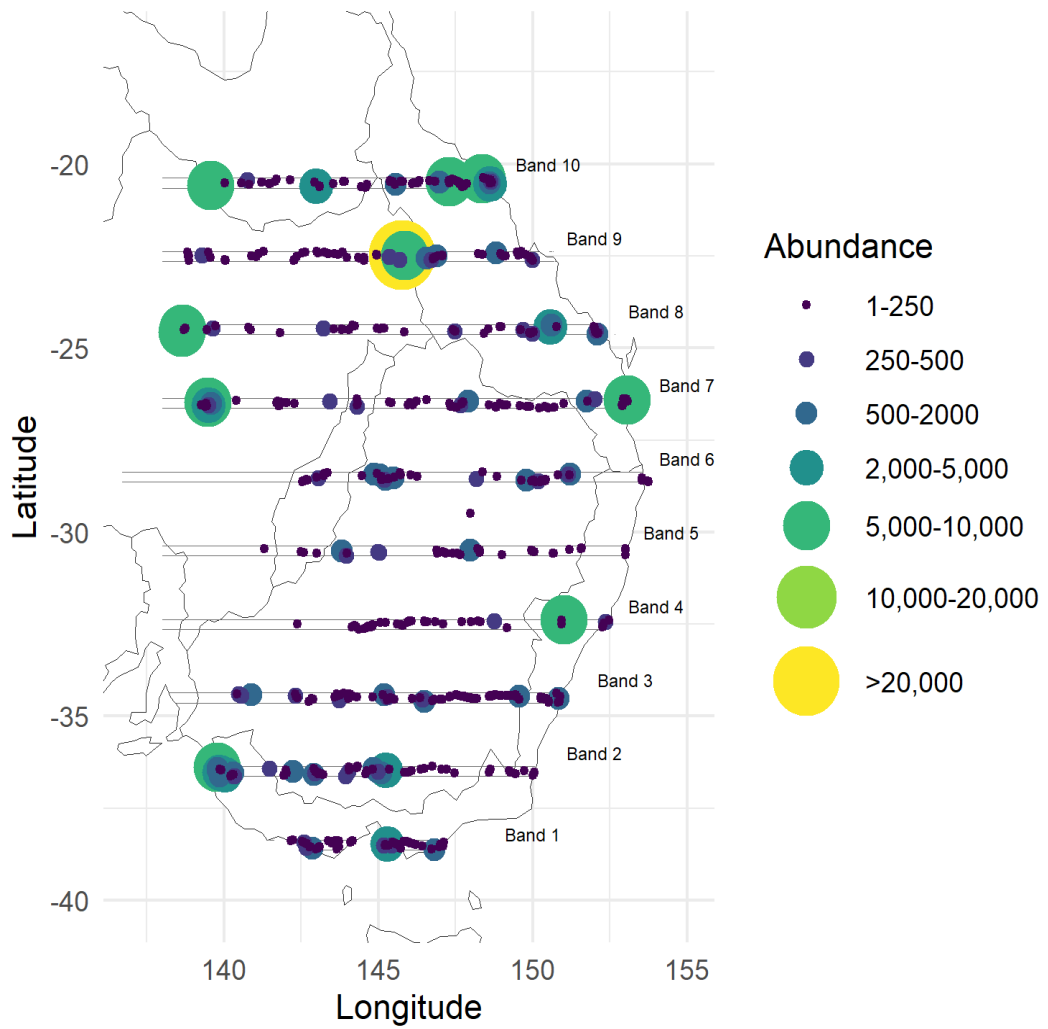 -20
-25
-30
-35
-40
Latitude
140
145
150
155
Longitude
Band 10
Band 9
Band 8
Band 7
Band 6
Band 5
Band 4
Band 3
Band 2
Band 1
Abundance
1-250
250-500
500-2000
2,000-5,000
5,000-10,000
10,000-20,000
>20,000